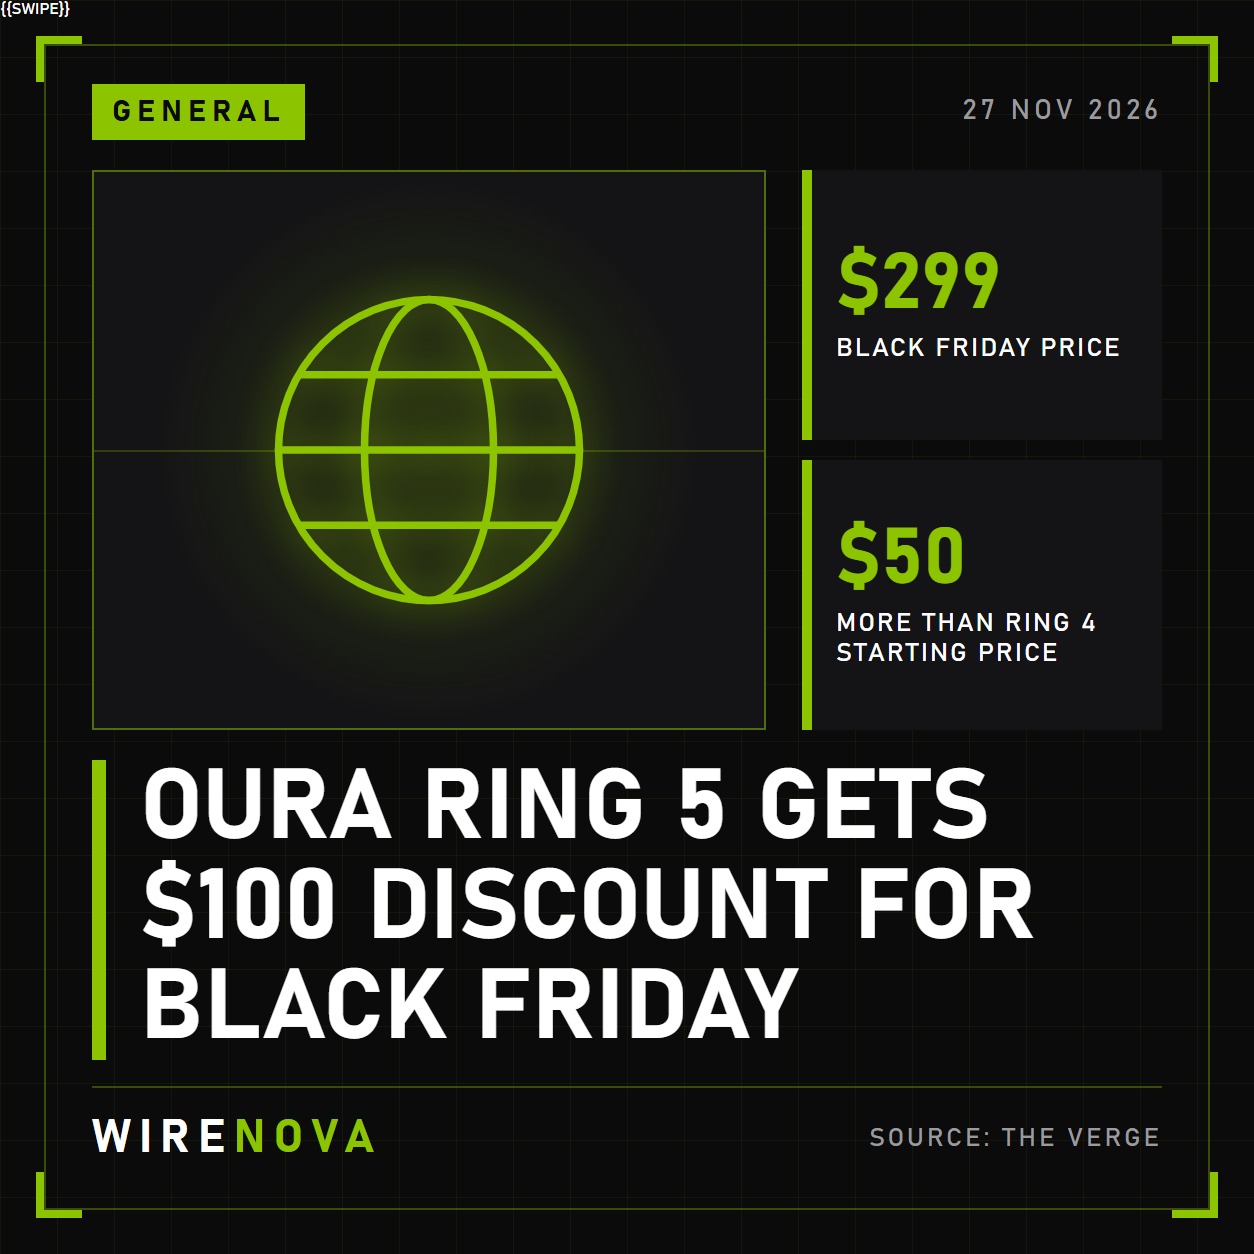 {{SWIPE}}
GENERAL
27 NOV 2026
$299
BLACK FRIDAY PRICE
$50
MORE THAN RING 4
STARTING PRICE
OURA RING 5 GETS
$100 DISCOUNT FOR
BLACK FRIDAY
WIRENOVA
SOURCE: THE VERGE